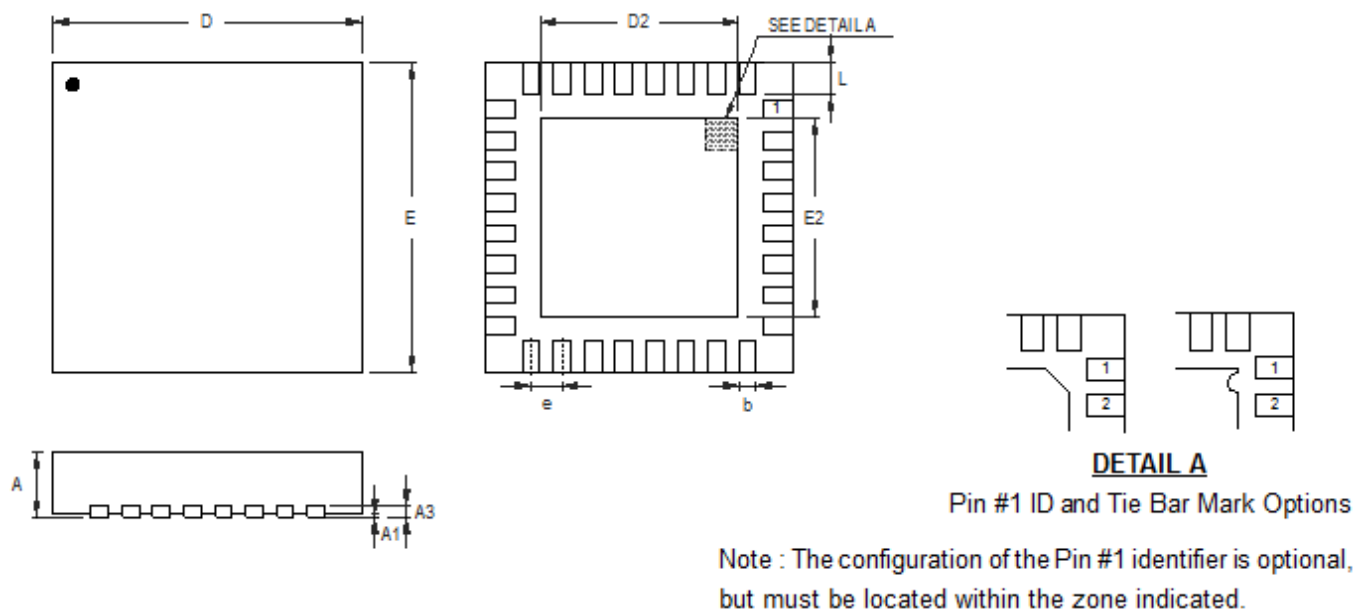 D
D2
SEE DETAIL A
L
1
E
E2
e
b
A
A3
A1
1
2
1
2
DETAIL A
Pin #1 ID and Tie Bar Mark Options
Note : The configuration of the Pin #1 identifier is optional,
but must be located within the zone indicated.